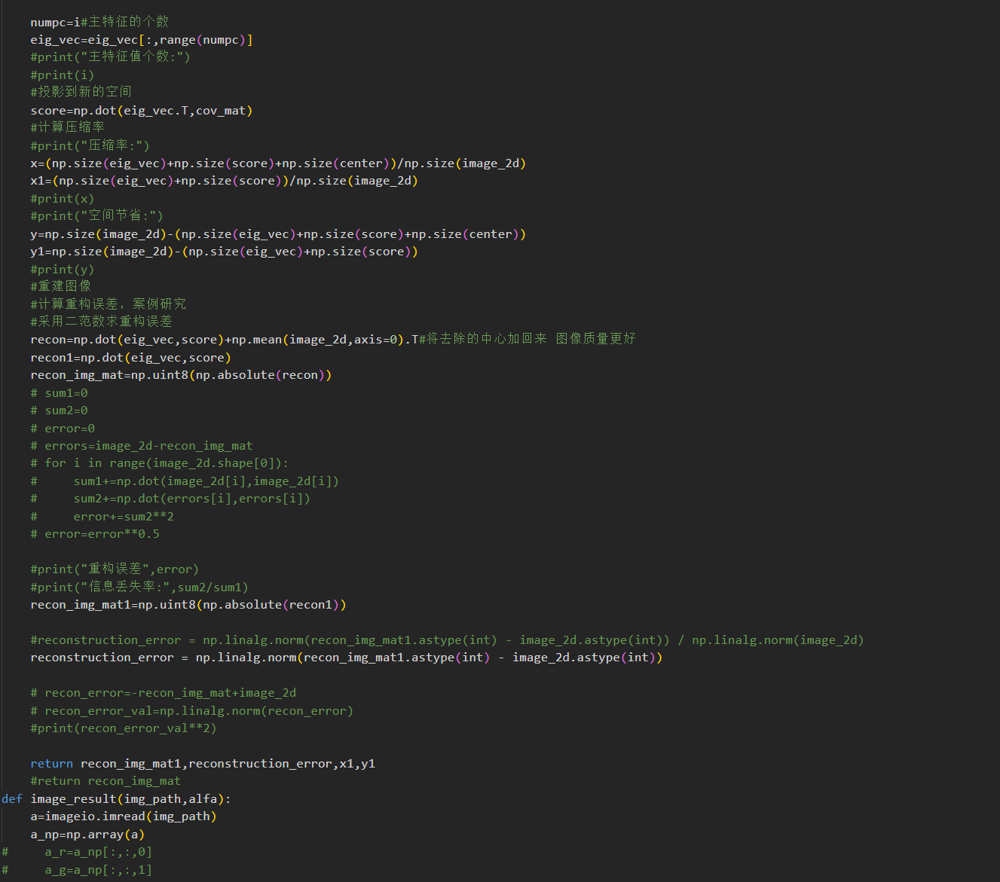 numpc=i#主特征的个数
eig_vec=eig_vec[:,range(numpc)]
#print("主特征值个数:")
#print(i)
#投影到新的空间
score=np.dot(eig_vec.T,cov_mat)
#计算压缩率
#print("压缩率:")
x=(np.size(eig_vec)+np.size(score)+np.size(center))/np.size(image_2d)
x1=(np.size(eig_vec)+np.size(score))/np.size(image_2d)
#print(x)
#print("空间节省:")
y=np.size(image_2d)-(np.size(eig_vec)+np.size(score)+np.size(center))
y1=np.size(image_2d)-(np.size(eig_vec)+np.size(score))
#print(y)
#重建图像
#计算重构误差，案例研究
#采用二范数求重构误差
recon=np.dot(eig_vec,score)+np.mean(image_2d,axis=0).T#将去除的中心加回来 图像质量更好
recon1=np.dot(eig_vec,score)
recon_img_mat=np.uint8(np.absolute(recon))
# sum1=0
# sum2=0
# error=0
# errors=image_2d-recon_img_mat
# for i in range(image_2d.shape[0]):
#     sum1+=np.dot(image_2d[i],image_2d[i])
#     sum2+=np.dot(errors[i],errors[i])
#     error+=sum2**2
# error=error**0.5
#print("重构误差",error)
#print("信息丢失率:",sum2/sum1)
recon_img_mat1=np.uint8(np.absolute(recon1))
#reconstruction_error = np.linalg.norm(recon_img_mat1.astype(int) - image_2d.astype(int)) / np.linalg.norm(image_2d)
reconstruction_error = np.linalg.norm(recon_img_mat1.astype(int) - image_2d.astype(int))
# recon_error=-recon_img_mat+image_2d
# recon_error_val=np.linalg.norm(recon_error)
#print(recon_error_val**2)
return recon_img_mat1,reconstruction_error,x1,y1
#return recon_img_mat
def image_result(img_path,alfa):
a=imageio.imread(img_path)
a_np=np.array(a)
#     a_r=a_np[:,:,0]
#     a_g=a_np[:,:,1]